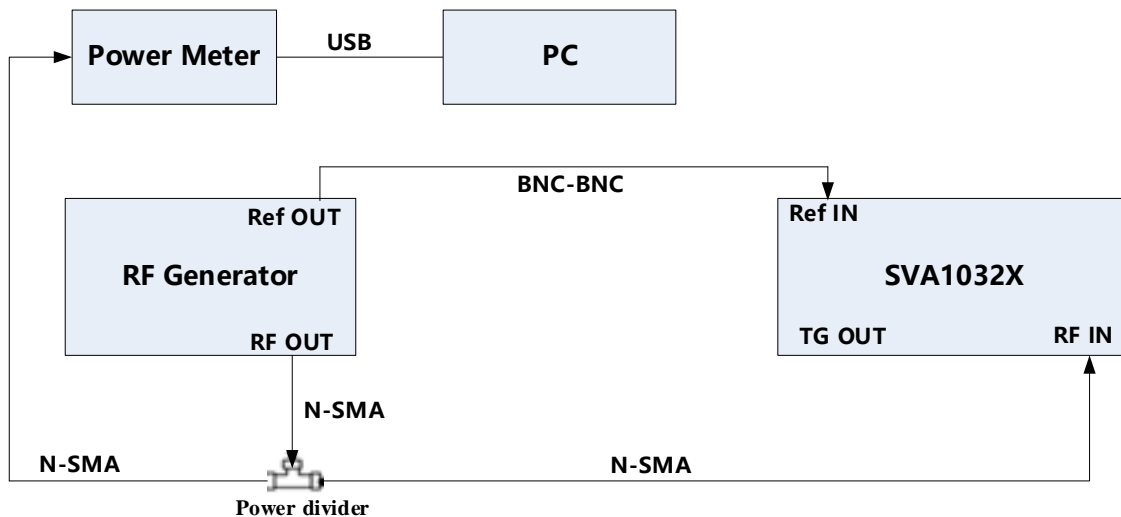 Power Meter
USB
PC
BNC-BNC
Ref OUT
Ref IN
RF Generator
SVA1032X
RF OUT
TG OUT
RF IN
N-SMA
N-SMA
N-SMA
Power divider